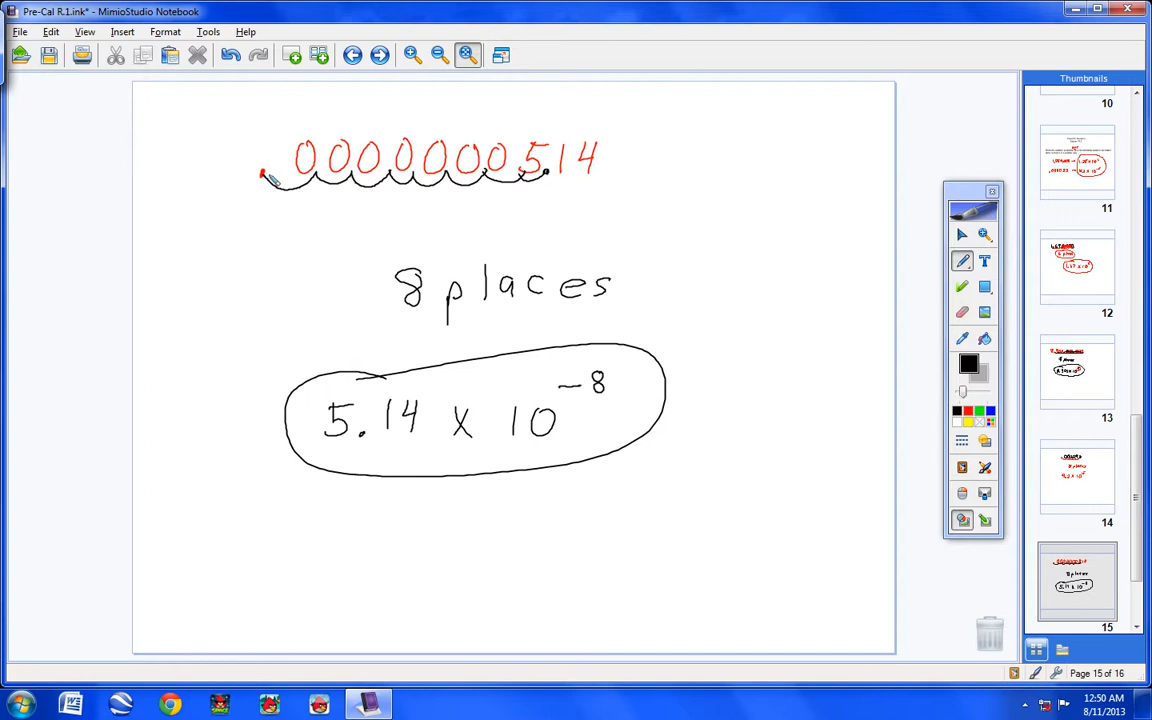 Pre-Cal R.1.ink* - MimioStudio Notebook
File Edit View Insert Format Tools Help
Thumbnails
10
.0000000514
8 places
5.14 x 10^-8
11
12
13
14
15
Page 15 of 16
12:50 AM
8/11/2013